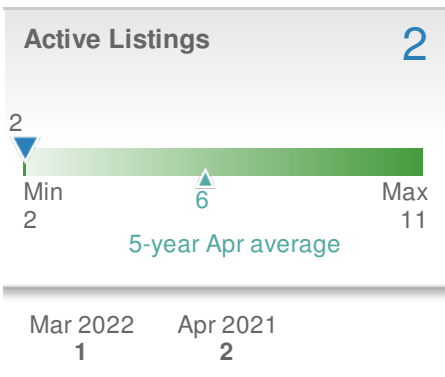 Active Listings 2
2
Min 6 Max
2 11
5-year Apr average
Mar 2022 Apr 2021
1 2